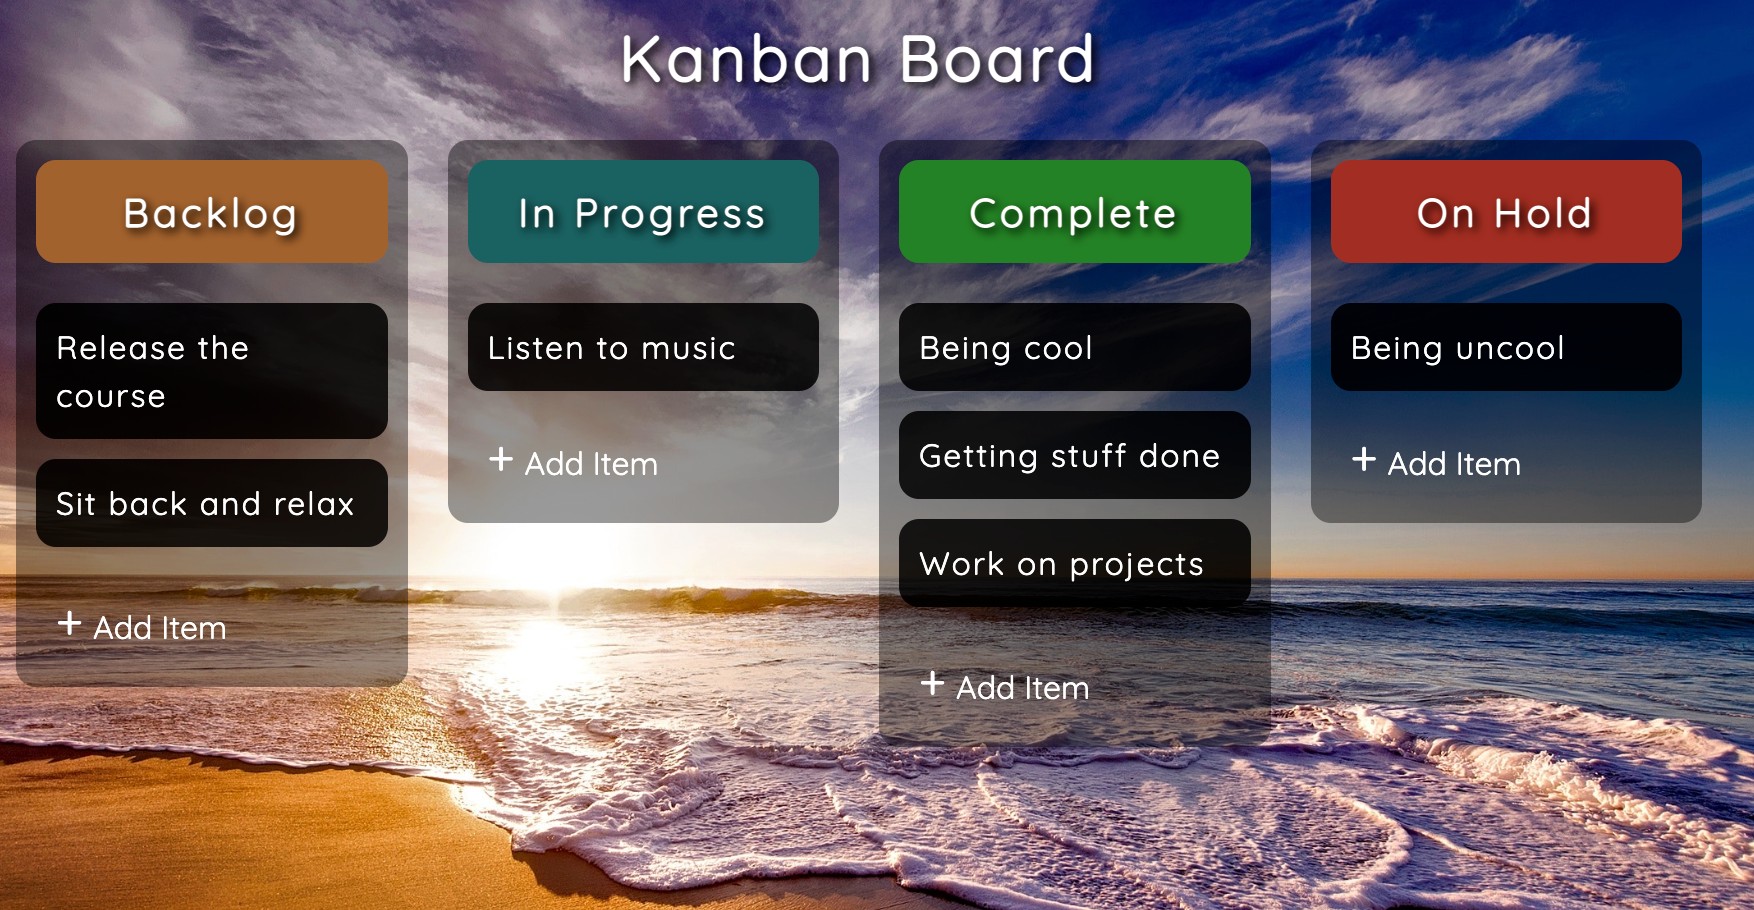 Kanban Board
Backlog
Release the
course
Sit back and relax
+ Add Item
In Progress
Listen to music
+ Add Item
Complete
Being cool
Getting stuff done
Work on projects
+ Add Item
On Hold
Being uncool
+ Add Item